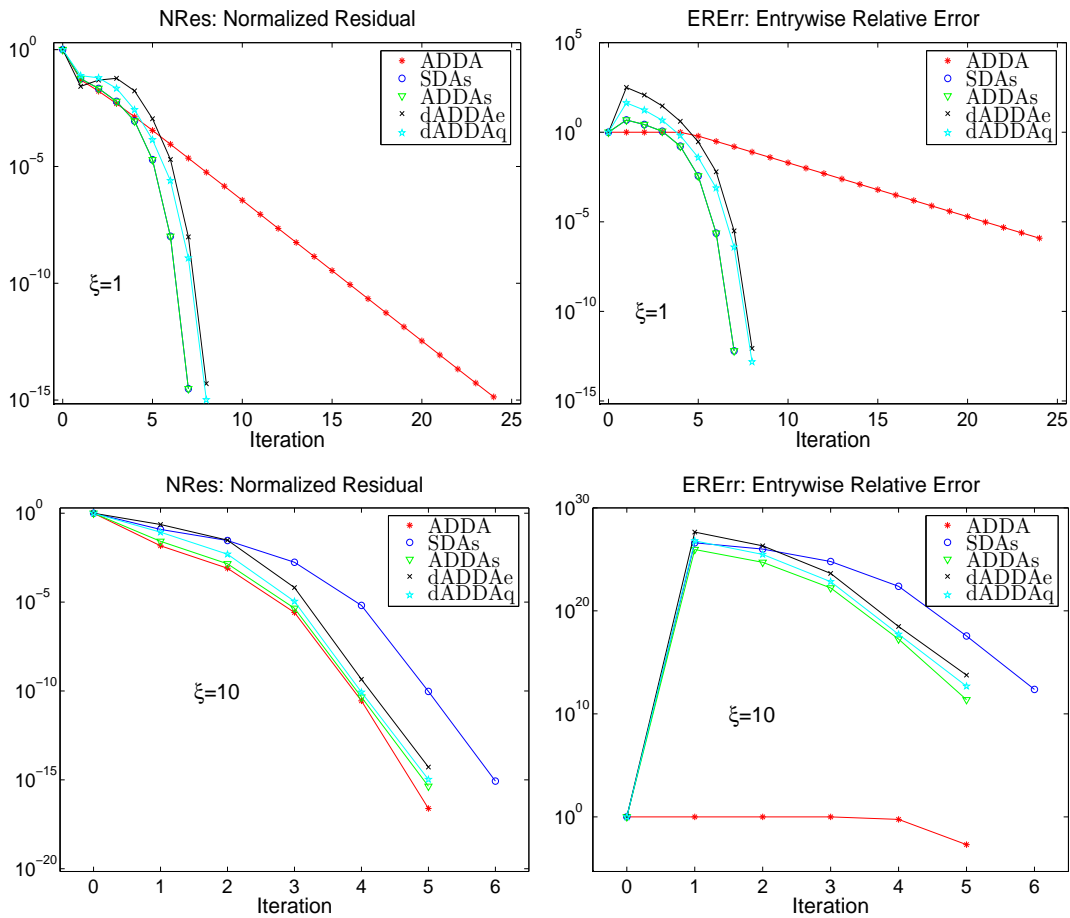 NRes: Normalized Residual
10^0
10^-5
10^-10
10^-15
ADDA
SDAs
ADDAs
dADDAe
dADDAq
ξ=1
0 5 10 15 20 25
Iteration
ERErr: Entrywise Relative Error
10^5
10^0
10^-5
10^-10
10^-15
ADDA
SDAs
ADDAs
dADDAe
dADDAq
ξ=1
0 5 10 15 20 25
Iteration
NRes: Normalized Residual
10^0
10^-5
10^-10
10^-15
10^-20
ADDA
SDAs
ADDAs
dADDAe
dADDAq
ξ=10
0 1 2 3 4 5 6
Iteration
ERErr: Entrywise Relative Error
10^30
10^20
10^10
10^0
ADDA
SDAs
ADDAs
dADDAe
dADDAq
ξ=10
0 1 2 3 4 5 6
Iteration